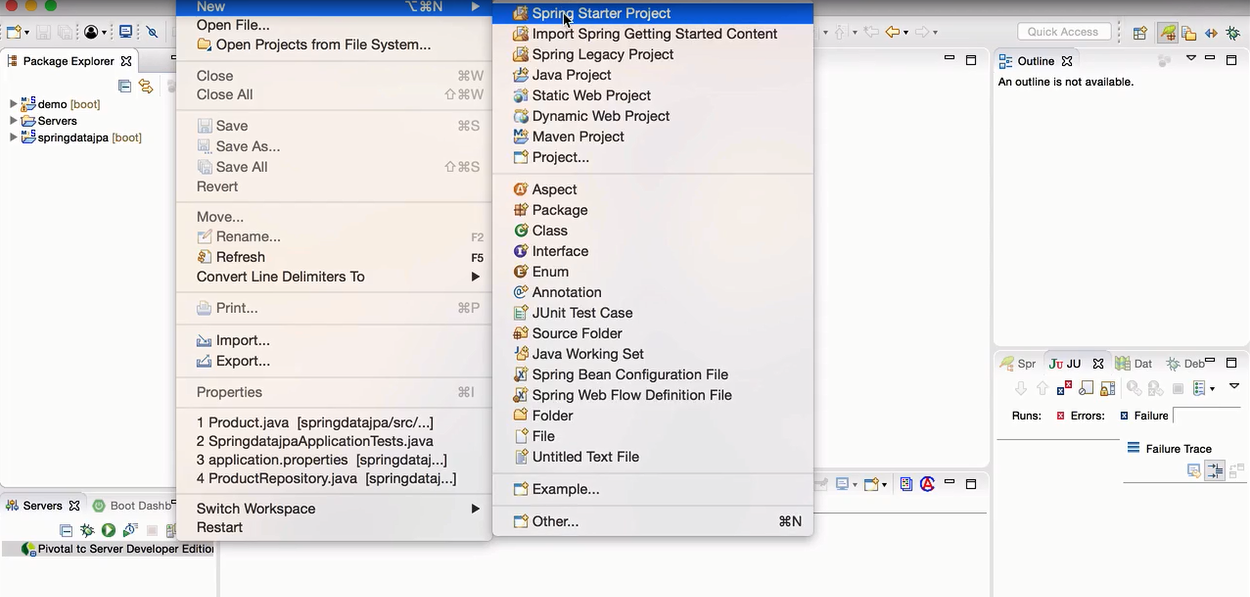 New ⌥⌘N
Open File...
Open Projects from File System...
Close ⌘W
Close All ⇧⌘W
Save ⌘S
Save As...
Save All ⇧⌘S
Revert
Move...
Rename... F2
Refresh F5
Convert Line Delimiters To
Print... ⌘P
Import...
Export...
Properties ⌘I
1 Product.java [springdatajpa/src/...]
2 SpringdatajpaApplicationTests.java
3 application.properties [springdataj...]
4 ProductRepository.java [springdataj...]
Switch Workspace
Restart
Spring Starter Project
Import Spring Getting Started Content
Spring Legacy Project
Java Project
Static Web Project
Dynamic Web Project
Maven Project
Project...
Aspect
Package
Class
Interface
Enum
Annotation
JUnit Test Case
Source Folder
Java Working Set
Spring Bean Configuration File
Spring Web Flow Definition File
Folder
File
Untitled Text File
Example...
Other... ⌘N
Package Explorer
demo [boot]
Servers
springdatajpa [boot]
Servers Boot Dashb
Pivotal tc Server Developer Edition
Quick Access
Outline
An outline is not available.
Spr JU Dat Deb
Runs: Errors: Failure
Failure Trace